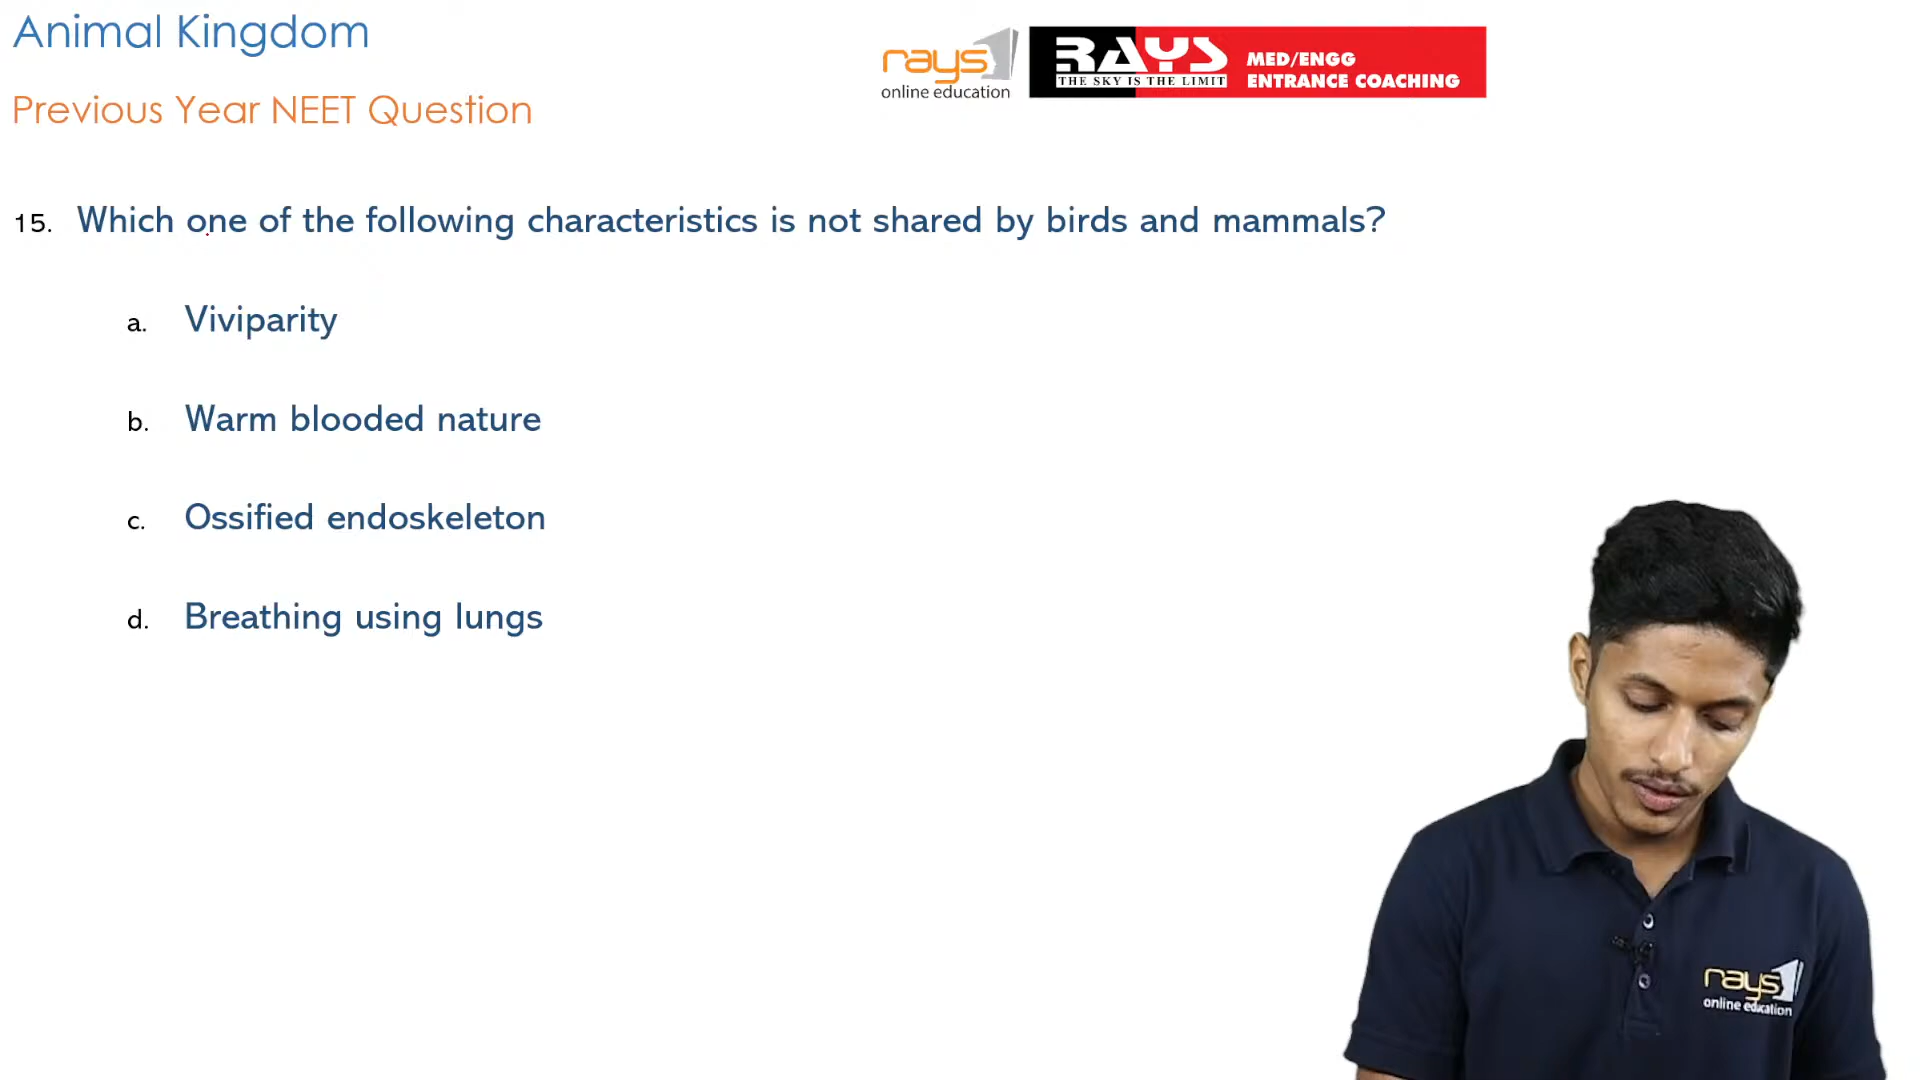 Animal Kingdom
rays
online education
RAYS
THE SKY IS THE LIMIT
MED/ENGG
ENTRANCE COACHING
Previous Year NEET Question
15. Which one of the following characteristics is not shared by birds and mammals?
a. Viviparity
b. Warm blooded nature
c. Ossified endoskeleton
d. Breathing using lungs
rays
online education